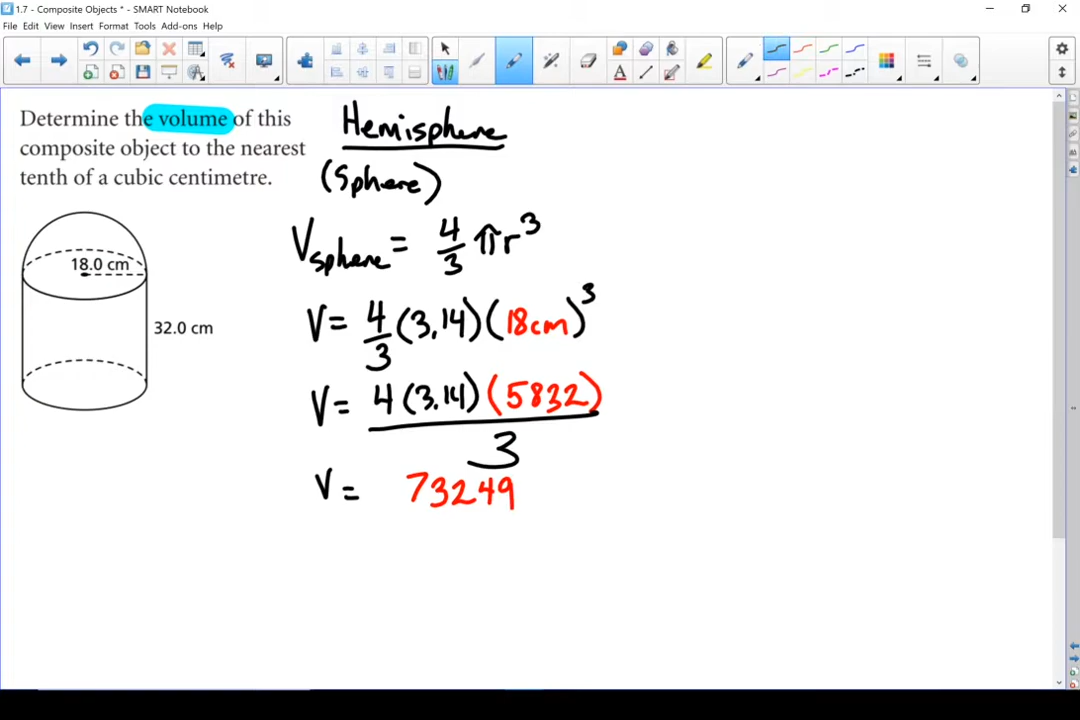 1.7 - Composite Objects * - SMART Notebook
File Edit View Insert Format Tools Add-ons Help
Determine the volume of this
composite object to the nearest
tenth of a cubic centimetre.
18.0 cm
32.0 cm
Hemisphere
(Sphere)
Vsphere = 4/3 πr³
V = 4/3 (3.14)(18cm)³
V = 4(3.14)(5832)
3
V = 73249